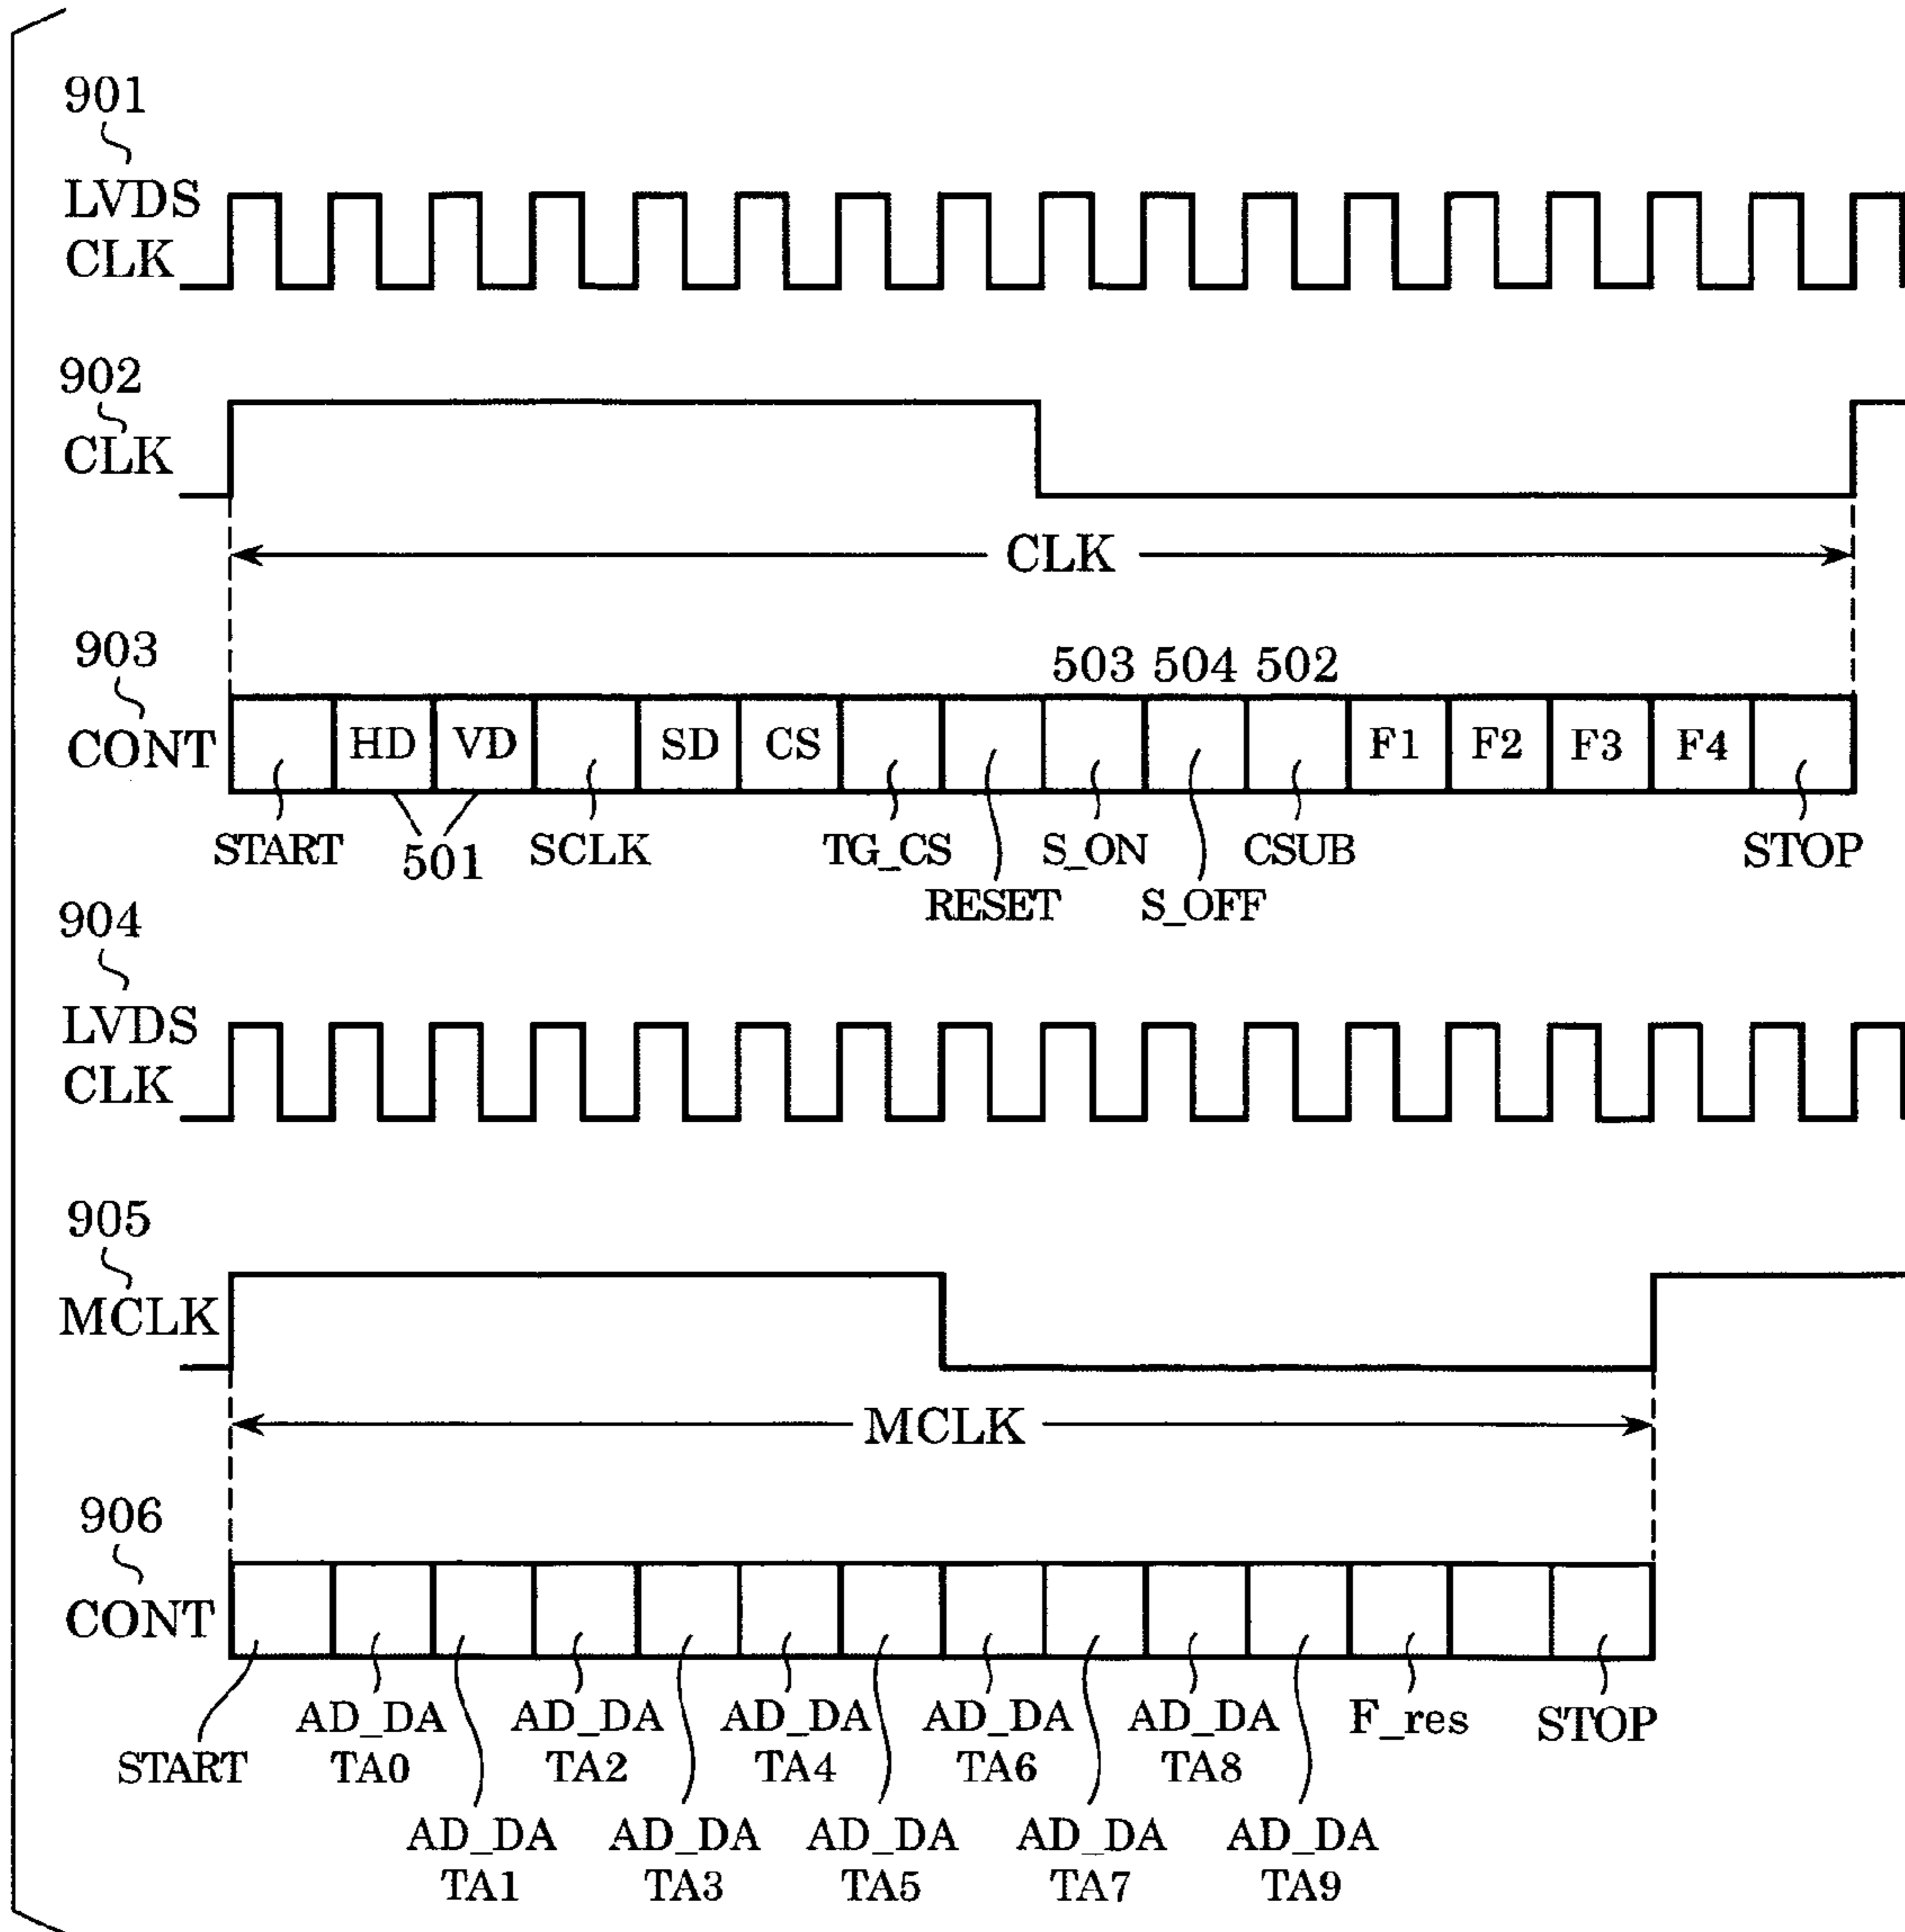 901
LVDS
CLK
902
CLK
CLK
903
503 504 502
CONT
HD VD SD CS F1 F2 F3 F4
START 501 SCLK TG_CS S_ON CSUB STOP
RESET S_OFF
904
LVDS
CLK
905
MCLK
MCLK
906
CONT
AD_DA AD_DA AD_DA AD_DA AD_DA F_res STOP
START TA0 TA2 TA4 TA6 TA8
AD_DA AD_DA AD_DA AD_DA AD_DA
TA1 TA3 TA5 TA7 TA9